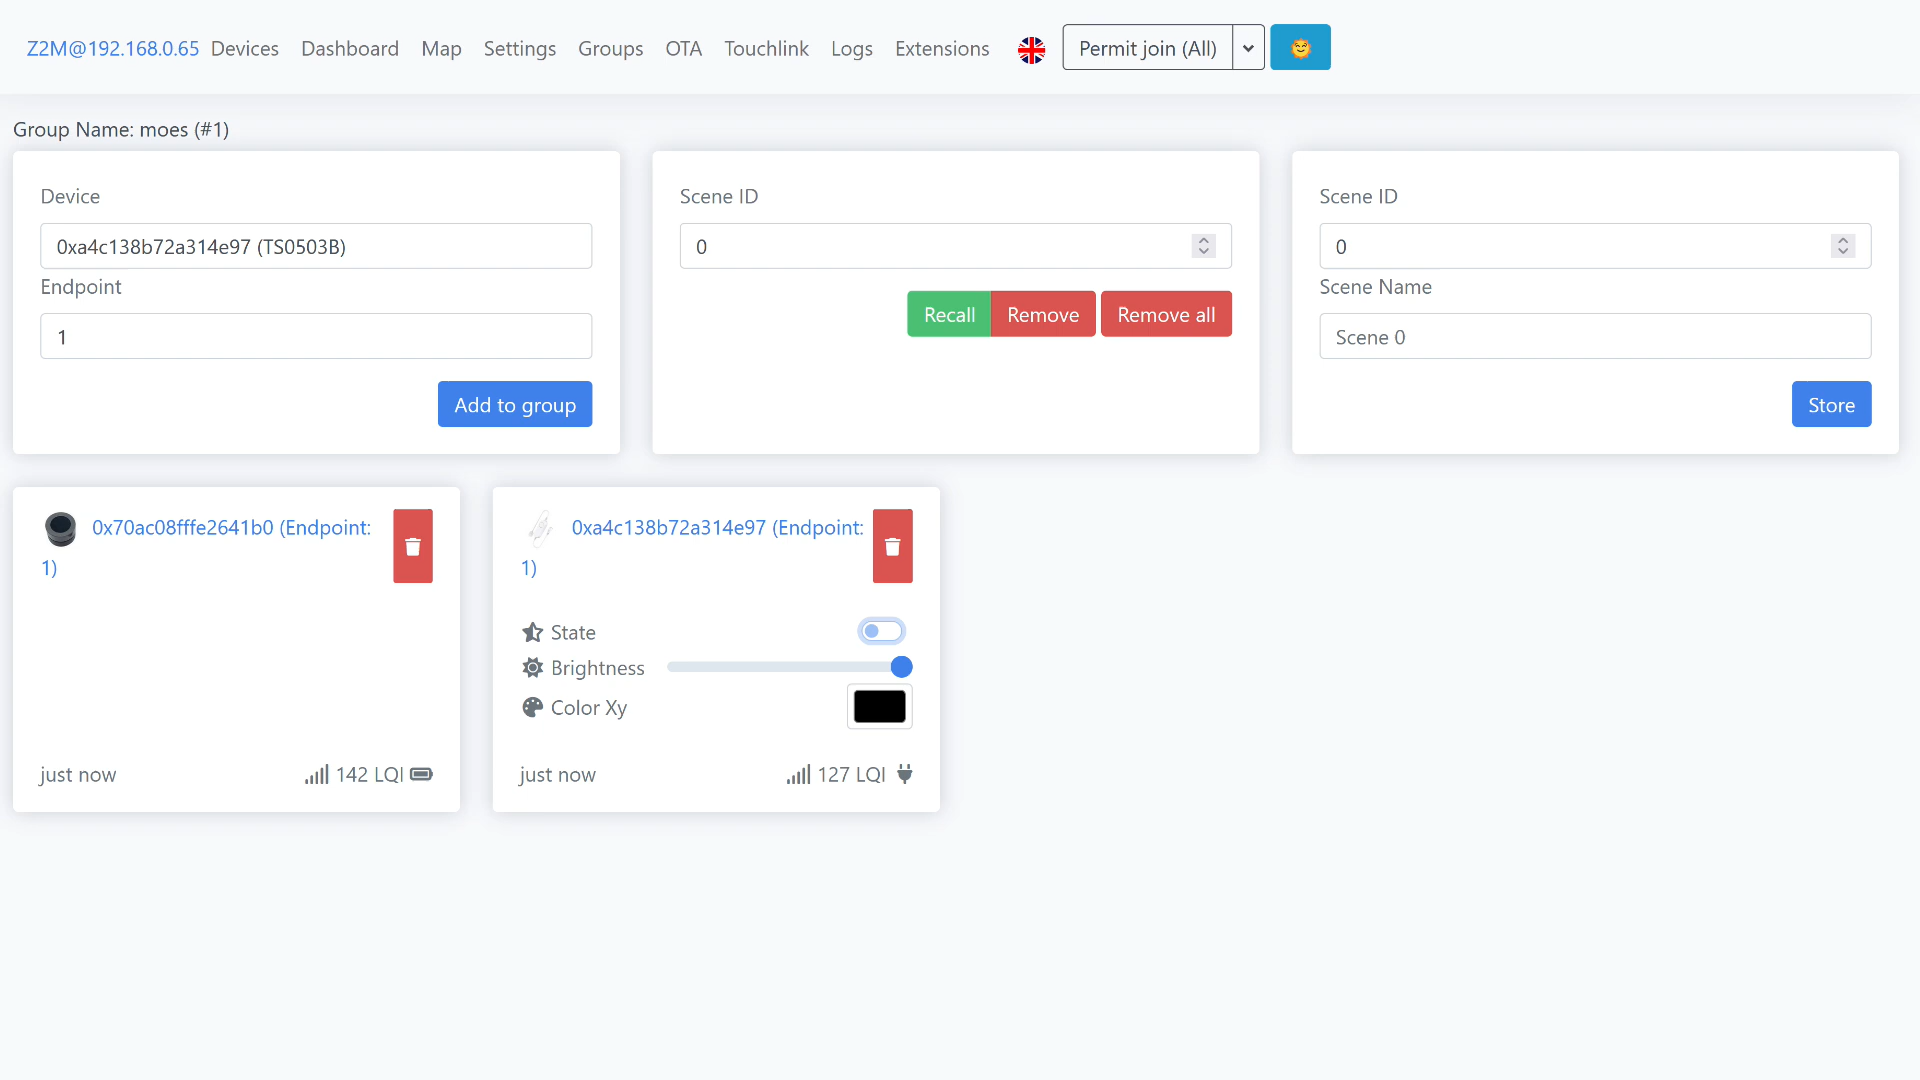 Z2M@192.168.0.65 Devices Dashboard Map Settings Groups OTA Touchlink Logs Extensions Permit join (All)
Group Name: moes (#1)
Device
0xa4c138b72a314e97 (TS0503B)
Endpoint
1
Add to group
Scene ID
0
Recall Remove Remove all
Scene ID
0
Scene Name
Scene 0
Store
0x70ac08fffe2641b0 (Endpoint:
1)
just now 142 LQI
0xa4c138b72a314e97 (Endpoint:
1)
State
Brightness
Color Xy
just now 127 LQI